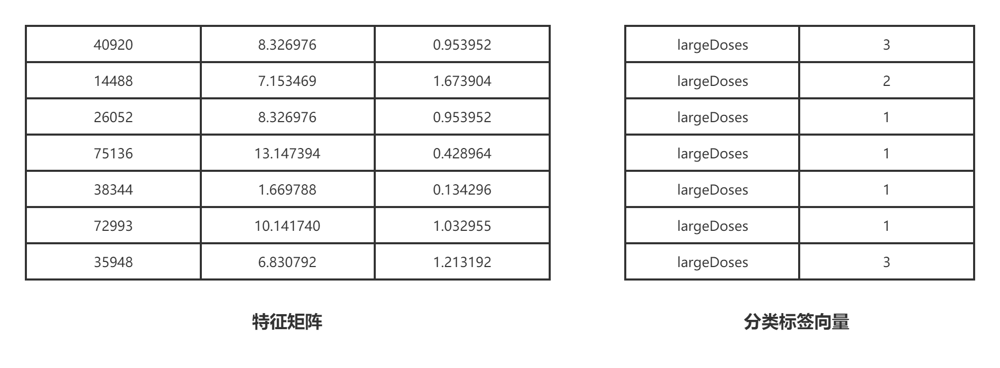 40920 8.326976 0.953952 largeDoses 3
14488 7.153469 1.673904 largeDoses 2
26052 8.326976 0.953952 largeDoses 1
75136 13.147394 0.428964 largeDoses 1
38344 1.669788 0.134296 largeDoses 1
72993 10.141740 1.032955 largeDoses 1
35948 6.830792 1.213192 largeDoses 3
特征矩阵 分类标签向量